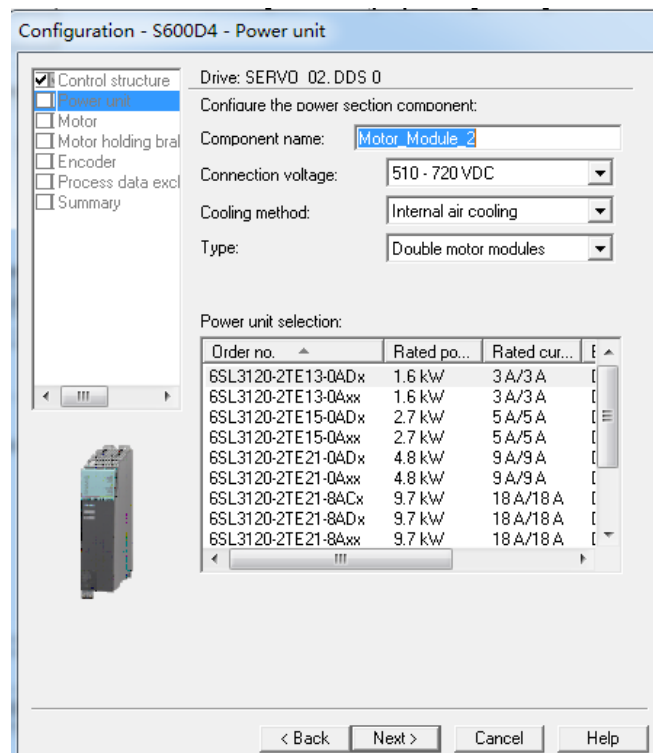 Configuration - S600D4 - Power unit
Control structure
Power unit
Motor
Motor holding bral
Encoder
Process data excl
Summary
Drive: SERVO_02, DDS 0
Configure the power section component:
Component name: Motor_Module_2
Connection voltage: 510 - 720 VDC
Cooling method: Internal air cooling
Type: Double motor modules
Power unit selection:
Order no. Rated po... Rated cur...
6SL3120-2TE13-0ADx 1.6 kW 3 A/3 A
6SL3120-2TE13-0Axx 1.6 kW 3 A/3 A
6SL3120-2TE15-0ADx 2.7 kW 5 A/5 A
6SL3120-2TE15-0Axx 2.7 kW 5 A/5 A
6SL3120-2TE21-0ADx 4.8 kW 9 A/9 A
6SL3120-2TE21-0Axx 4.8 kW 9 A/9 A
6SL3120-2TE21-8ACx 9.7 kW 18 A/18 A
6SL3120-2TE21-8ADx 9.7 kW 18 A/18 A
6SL3120-2TE21-8Axx 9.7 kW 18 A/18 A
< Back Next > Cancel Help